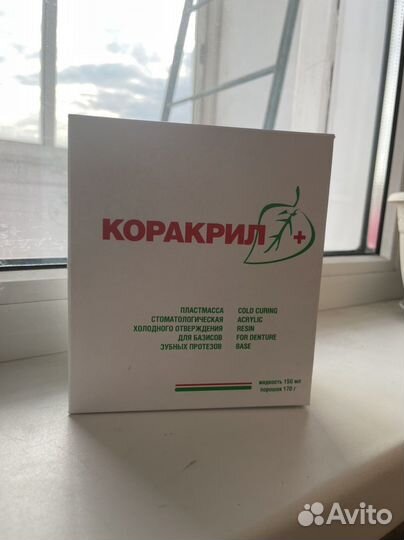 КОРАКРИЛ +
ПЛАСТМАССА
СТОМАТОЛОГИЧЕСКАЯ
ХОЛОДНОГО ОТВЕРЖДЕНИЯ
ДЛЯ БАЗИСОВ
ЗУБНЫХ ПРОТЕЗОВ
COLD CURING
ACRYLIC
RESIN
FOR DENTURE
BASE
жидкость 150 мл
порошок 170 г
Avito